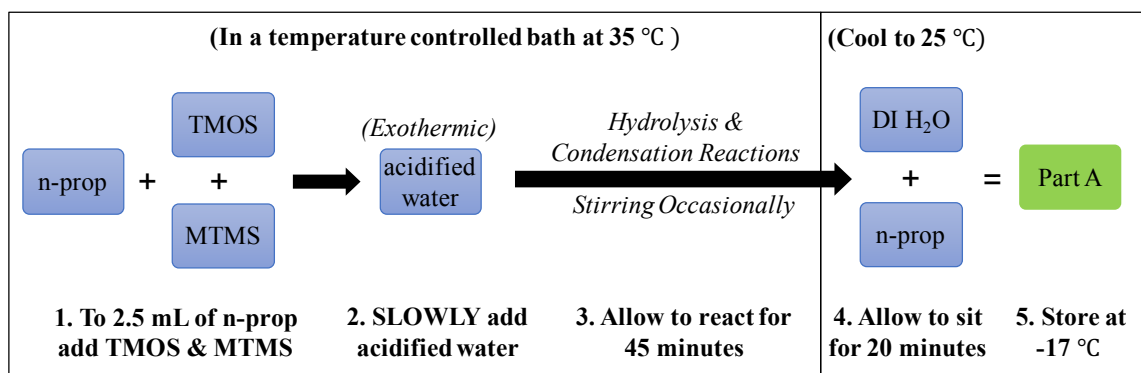 (In a temperature controlled bath at 35 ℃ )
(Cool to 25 ℃)
n-prop
+
TMOS
+
MTMS
(Exothermic)
acidified
water
Hydrolysis &
Condensation Reactions
Stirring Occasionally
DI H₂O
+
n-prop
=
Part A
1. To 2.5 mL of n-prop
add TMOS & MTMS
2. SLOWLY add
acidified water
3. Allow to react for
45 minutes
4. Allow to sit
for 20 minutes
5. Store at
-17 ℃